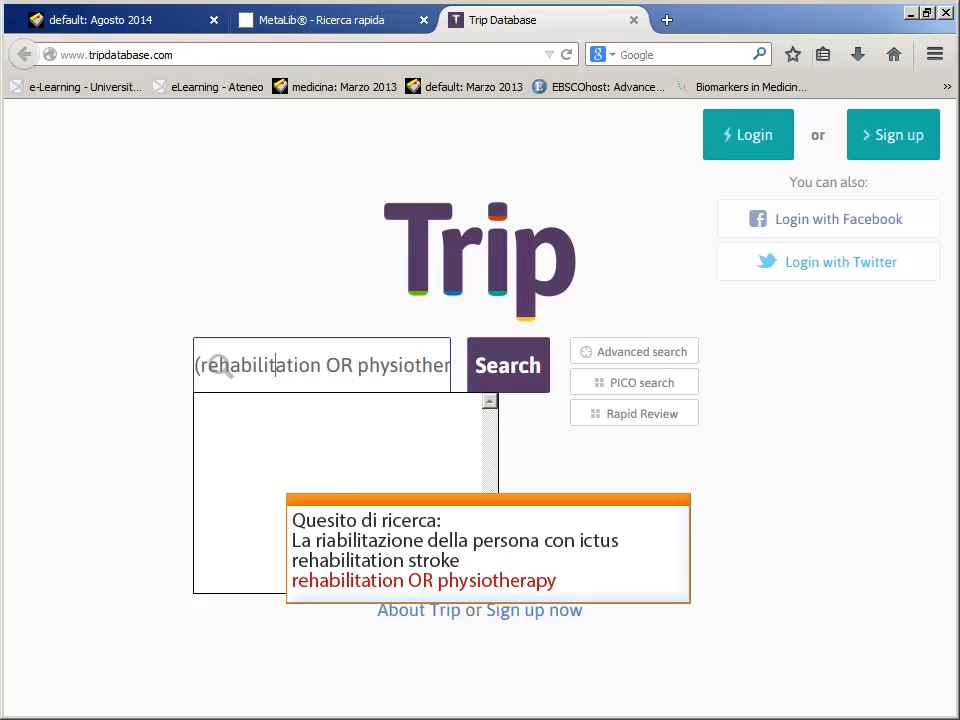 default: Agosto 2014
MetaLib® - Ricerca rapida
T Trip Database
www.tripdatabase.com
8 Google
e-Learning - Universit...
eLearning - Ateneo
medicina: Marzo 2013
default: Marzo 2013
EBSCOhost: Advance...
Biomarkers in Medicin...
»
Login
or
Sign up
You can also:
f Login with Facebook
Login with Twitter
Trip
(rehabilitation OR physiother
Search
Advanced search
PICO search
Rapid Review
Quesito di ricerca:
La riabilitazione della persona con ictus
rehabilitation stroke
rehabilitation OR physiotherapy
About Trip or Sign up now